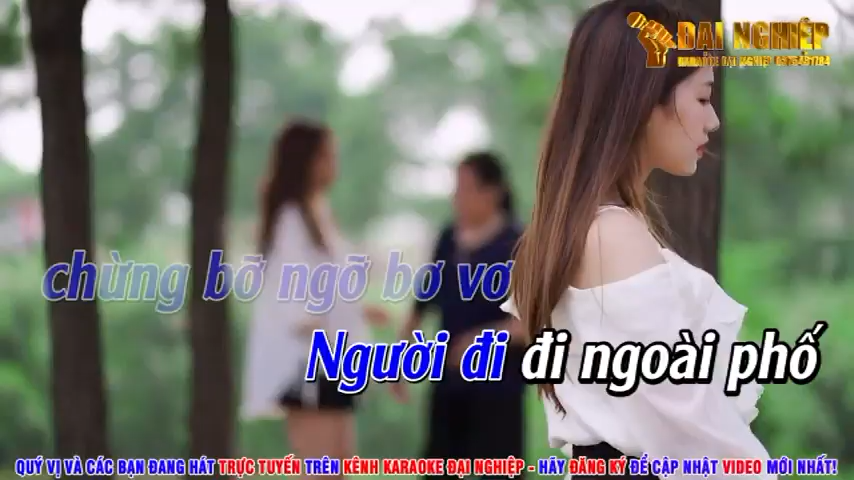 ĐẠI NGHIỆP
chừng bỡ ngỡ bơ vơ
Người đi đi ngoài phố
QUÝ VỊ VÀ CÁC BẠN ĐANG HÁT TRỰC TUYẾN TRÊN KÊNH KARAOKE ĐẠI NGHIỆP - HÃY ĐĂNG KÝ ĐỂ CẬP NHẬT VIDEO MỚI NHẤT!